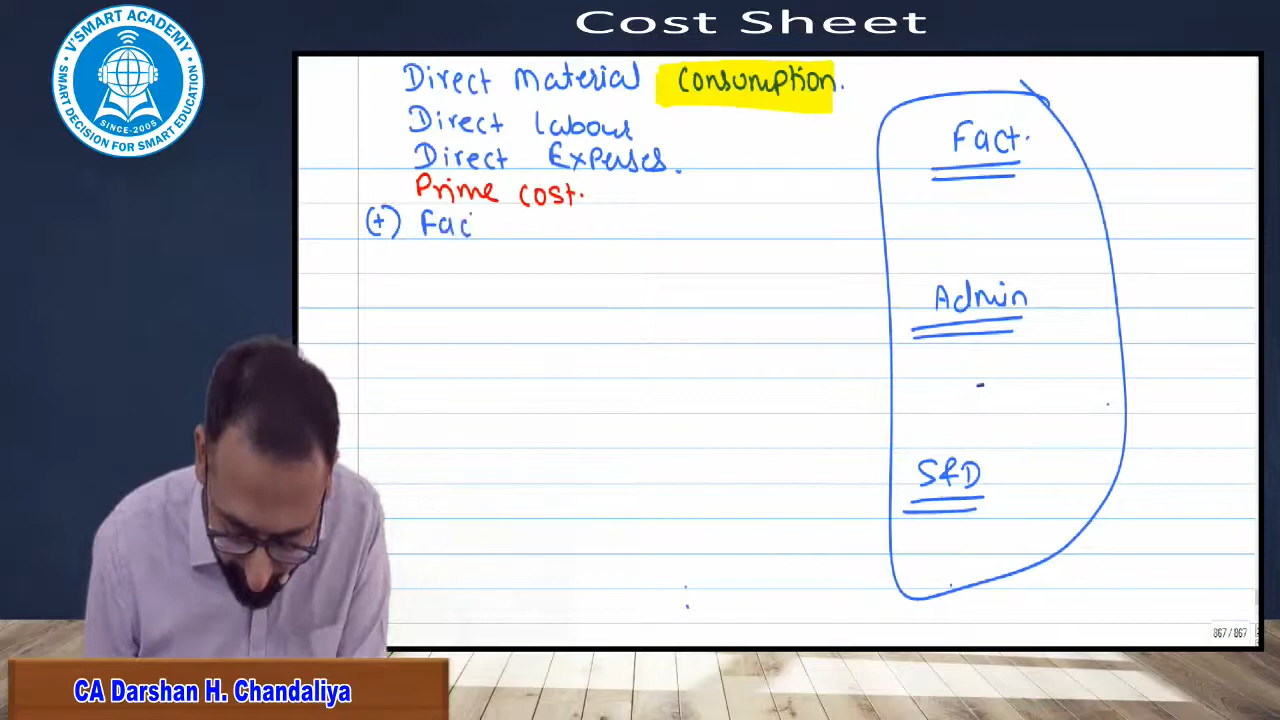 Cost Sheet
V'SMART ACADEMY
SINCE-2005
SMART DECISION FOR SMART EDUCATION
Direct Material Consumption.
Direct labour
Direct Expenses.
Prime cost.
(+) Fac
Fact.
Admin
S&D
867 / 867
CA Darshan H. Chandaliya